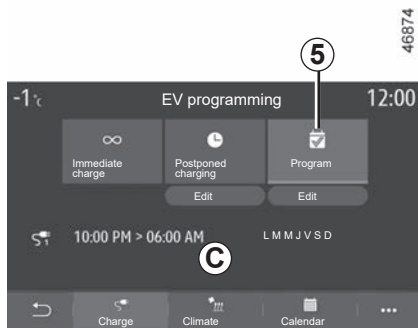 46874
5
-1°c EV programming 12:00
∞
Immediate charge
Postponed charging
Program
Edit Edit
10:00 PM > 06:00 AM L M M J V S D
C
Charge Climate Calendar ...